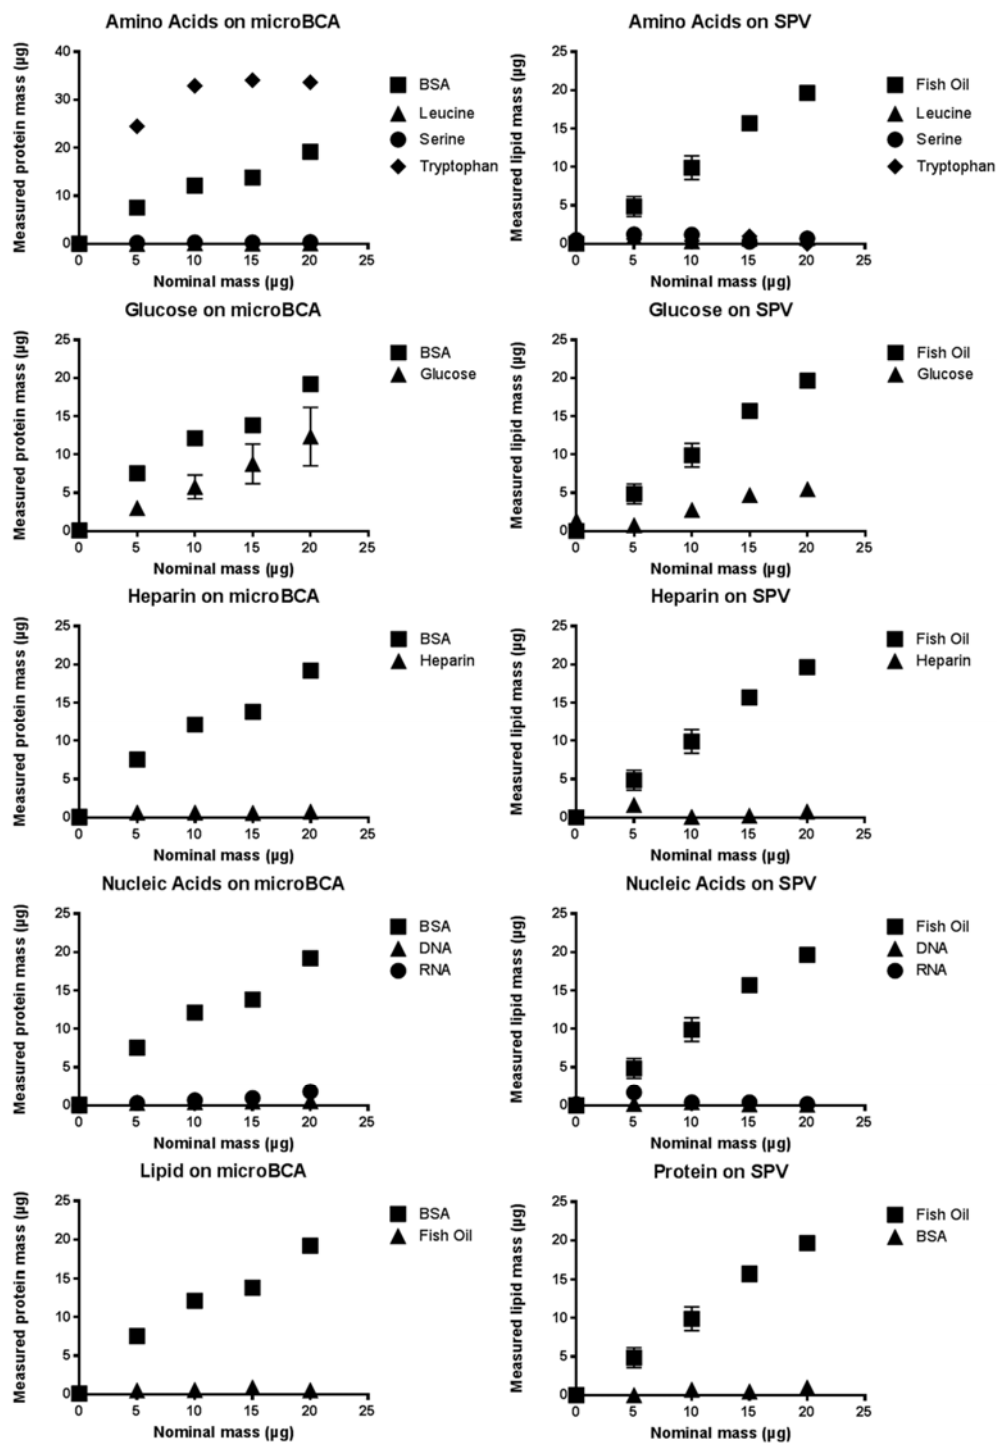 Amino Acids on microBCA
Measured protein mass (µg)
40
30
20
10
0
0 5 10 15 20 25
Nominal mass (µg)
BSA
Leucine
Serine
Tryptophan
Amino Acids on SPV
Measured lipid mass (µg)
25
20
15
10
5
0
0 5 10 15 20 25
Nominal mass (µg)
Fish Oil
Leucine
Serine
Tryptophan
Glucose on microBCA
Measured protein mass (µg)
25
20
15
10
5
0
0 5 10 15 20 25
Nominal mass (µg)
BSA
Glucose
Glucose on SPV
Measured lipid mass (µg)
25
20
15
10
5
0
0 5 10 15 20 25
Nominal mass (µg)
Fish Oil
Glucose
Heparin on microBCA
Measured protein mass (µg)
25
20
15
10
5
0
0 5 10 15 20 25
Nominal mass (µg)
BSA
Heparin
Heparin on SPV
Measured lipid mass (µg)
25
20
15
10
5
0
0 5 10 15 20 25
Nominal mass (µg)
Fish Oil
Heparin
Nucleic Acids on microBCA
Measured protein mass (µg)
25
20
15
10
5
0
0 5 10 15 20 25
Nominal mass (µg)
BSA
DNA
RNA
Nucleic Acids on SPV
Measured lipid mass (µg)
25
20
15
10
5
0
0 5 10 15 20 25
Nominal mass (µg)
Fish Oil
DNA
RNA
Lipid on microBCA
Measured protein mass (µg)
25
20
15
10
5
0
0 5 10 15 20 25
Nominal mass (µg)
BSA
Fish Oil
Protein on SPV
Measured lipid mass (µg)
25
20
15
10
5
0
0 5 10 15 20 25
Nominal mass (µg)
Fish Oil
BSA